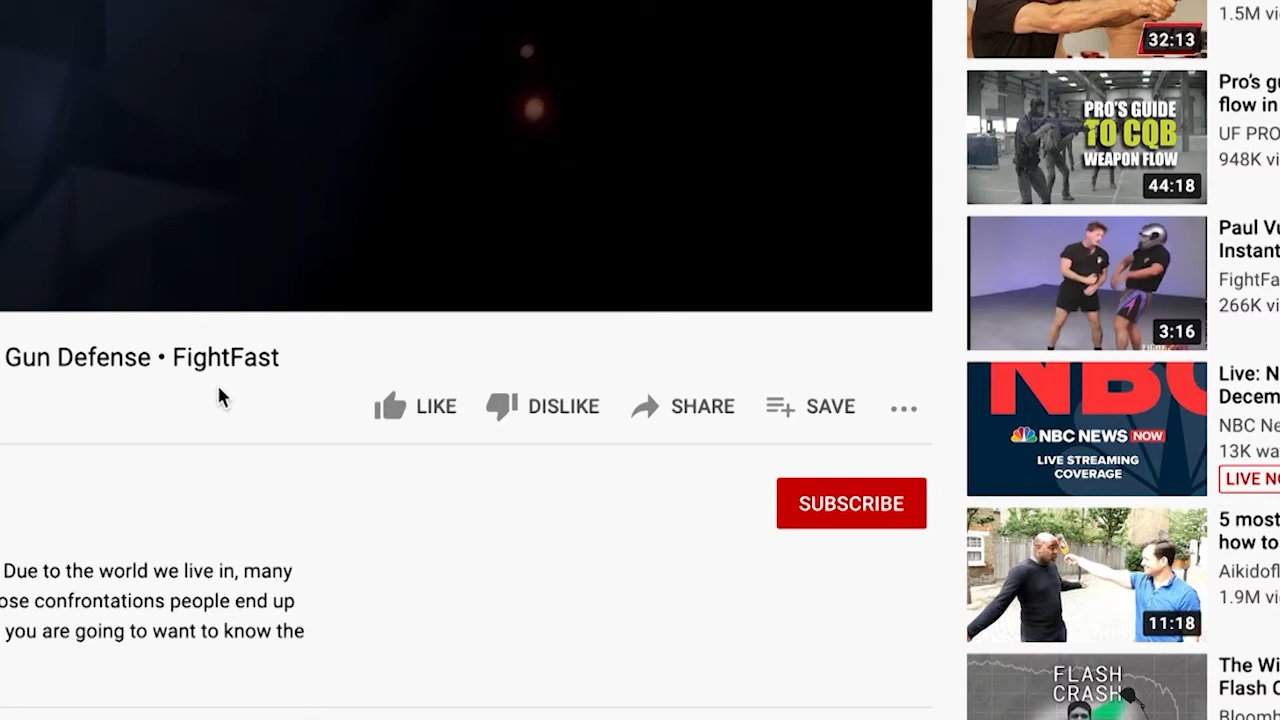 Gun Defense • FightFast
LIKE
DISLIKE
SHARE
SAVE
SUBSCRIBE
Due to the world we live in, many
ose confrontations people end up
you are going to want to know the
32:13
1.5M vi
PRO'S GUIDE
TO CQB
WEAPON FLOW
44:18
Pro's gu
flow in
UF PRO
948K vi
3:16
Paul Vu
Instant
FightFa
266K vi
NBC
NBC NEWS NOW
LIVE STREAMING
COVERAGE
Live: N
Decem
NBC Ne
13K wa
LIVE NO
11:18
5 most
how to
Aikidofl
1.9M vi
FLASH
CRASH
The Wi
Flash C
Bloomb